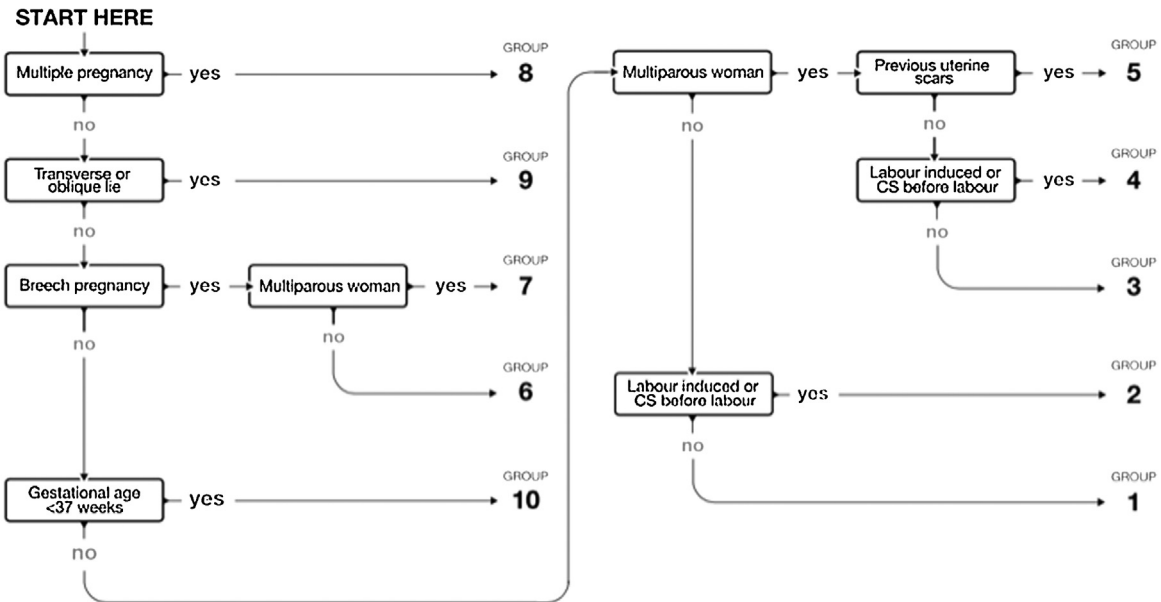 START HERE
Multiple pregnancy
yes
GROUP
8
no
Transverse or
oblique lie
yes
GROUP
9
no
Breech pregnancy
yes
Multiparous woman
yes
GROUP
7
no
GROUP
6
no
Gestational age
<37 weeks
yes
GROUP
10
no
Multiparous woman
yes
Previous uterine
scars
yes
GROUP
5
no
Labour induced or
CS before labour
yes
GROUP
4
no
GROUP
3
no
Labour induced or
CS before labour
yes
GROUP
2
no
GROUP
1